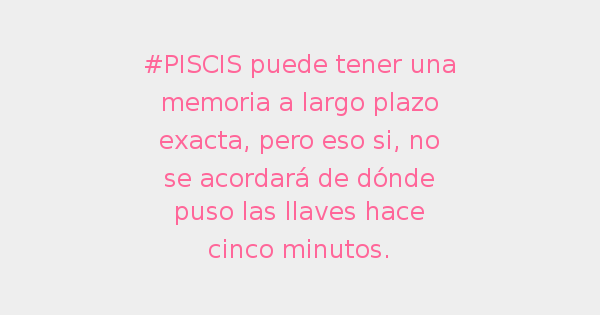 #PISCIS puede tener una
memoria a largo plazo
exacta, pero eso si, no
se acordará de dónde
puso las llaves hace
cinco minutos.